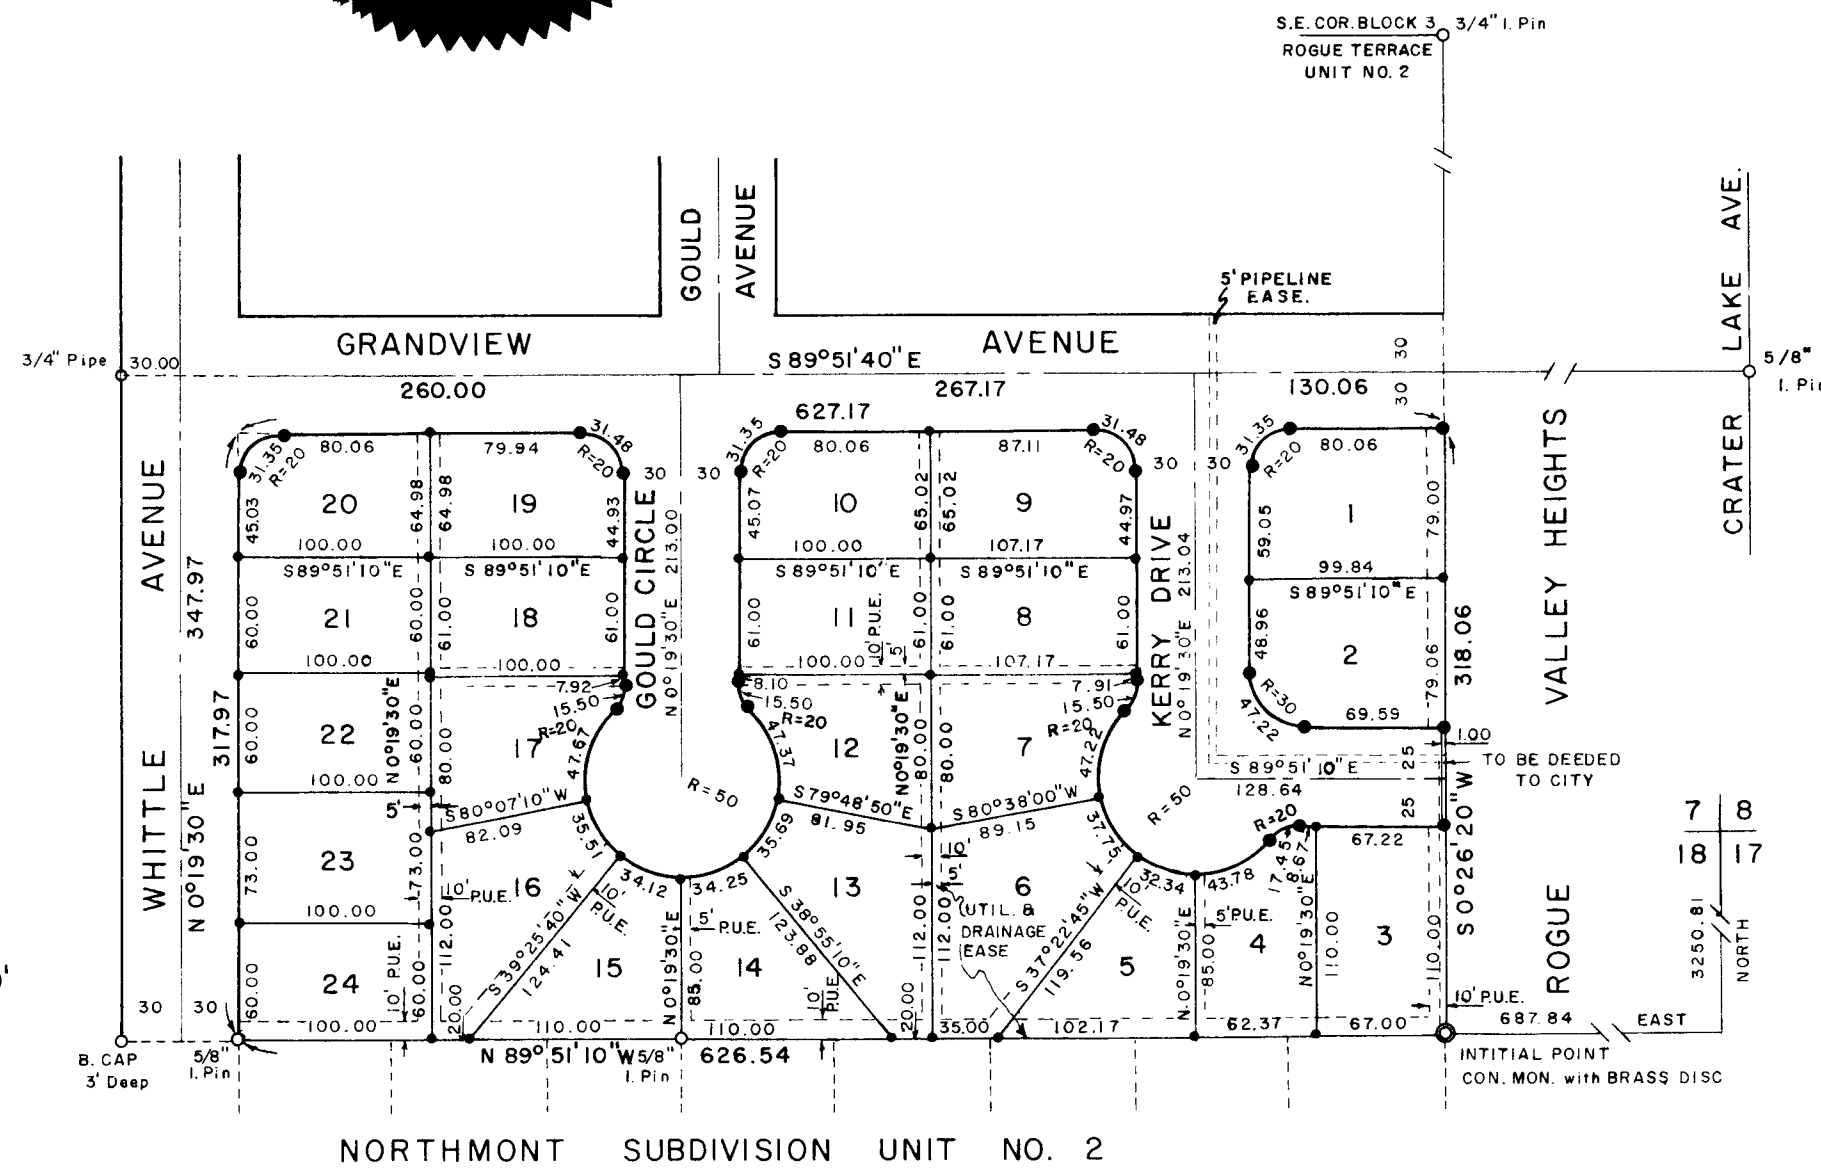 S.E. COR. BLOCK 3
3/4" I. Pin
ROGUE TERRACE
UNIT NO. 2
GOULD
AVENUE
CRATER LAKE AVE.
5' PIPELINE
EASE.
GRANDVIEW AVENUE
S 89°51'40" E
3/4" Pipe
30.00
30
30
5/8"
I. Pi
260.00
267.17
130.06
627.17
31.35
R=20
80.06
79.94
31.48
R=20
30
30
31.35
R=20
80.06
87.11
31.48
R=20
30
30
31.35
R=20
80.06
WHITTLE AVENUE
N 0°19'30" E
347.97
317.97
45.03
20
64.98
64.98
19
44.93
GOULD CIRCLE
N 0°19'30" E 213.00
45.07
10
65.02
65.02
9
44.97
KERRY DRIVE
N 0°19'30" E 213.04
59.05
1
79.00
ROGUE VALLEY HEIGHTS
100.00
100.00
100.00
107.17
99.84
S 89°51'10" E
S 89°51'10" E
S 89°51'10" E
S 89°51'10" E
S 89°51'10" E
60.00
21
60.00
61.00
18
61.00
61.00
11
10' P.U.E.
5'
61.00
61.00
8
61.00
48.96
2
79.06
318.06
100.00
100.00
100.00
107.17
7.92
15.50
R=20
8.10
15.50
R=20
7.91
15.50
R=20
R=30
47.22
69.59
1.00
60.00
22
N 0°19'30" E
60.00
80.00
17
47.67
R=50
47.37
12
N 0°19'30" E
80.00
80.00
7
47.22
R=50
S 89°51'10" E
128.64
25
25
TO BE DEEDED
TO CITY
100.00
5'
S 80°07'10" W
82.09
S 79°48'50" E
81.95
S 80°38'00" W
89.15
R=20
17.45
8.67
67.22
S 0°26'20" W
7 8
18 17
73.00
23
73.00
10' P.U.E.
16
35.51
34.12
34.25
35.69
13
10'
5'
6
37.75
32.34
43.78
100.00
112.00
S 39°25'40" W
124.41
10'
P.U.E.
5'
P.U.E.
S 38°55'10" E
123.88
112.00
112.00
UTIL. &
DRAINAGE
EASE
S 37°22'45" W
119.56
10'
P.U.E.
5' P.U.E.
4
N 0°19'30" E
110.00
3
110.00
3250.81
NORTH
60.00
24
10' P.U.E.
60.00
20.00
15
N 0°19'30" E
85.00
14
10'
P.U.E.
20.00
5
N 0°19'30" E
85.00
10' P.U.E.
30
30
100.00
110.00
110.00
35.00
102.17
62.37
67.00
687.84
EAST
B. CAP
3' Deep
5/8"
I. Pin
N 89°51'10" W
5/8"
I. Pin
626.54
INTITIAL POINT
CON. MON. with BRASS DISC
NORTHMONT SUBDIVISION UNIT NO. 2